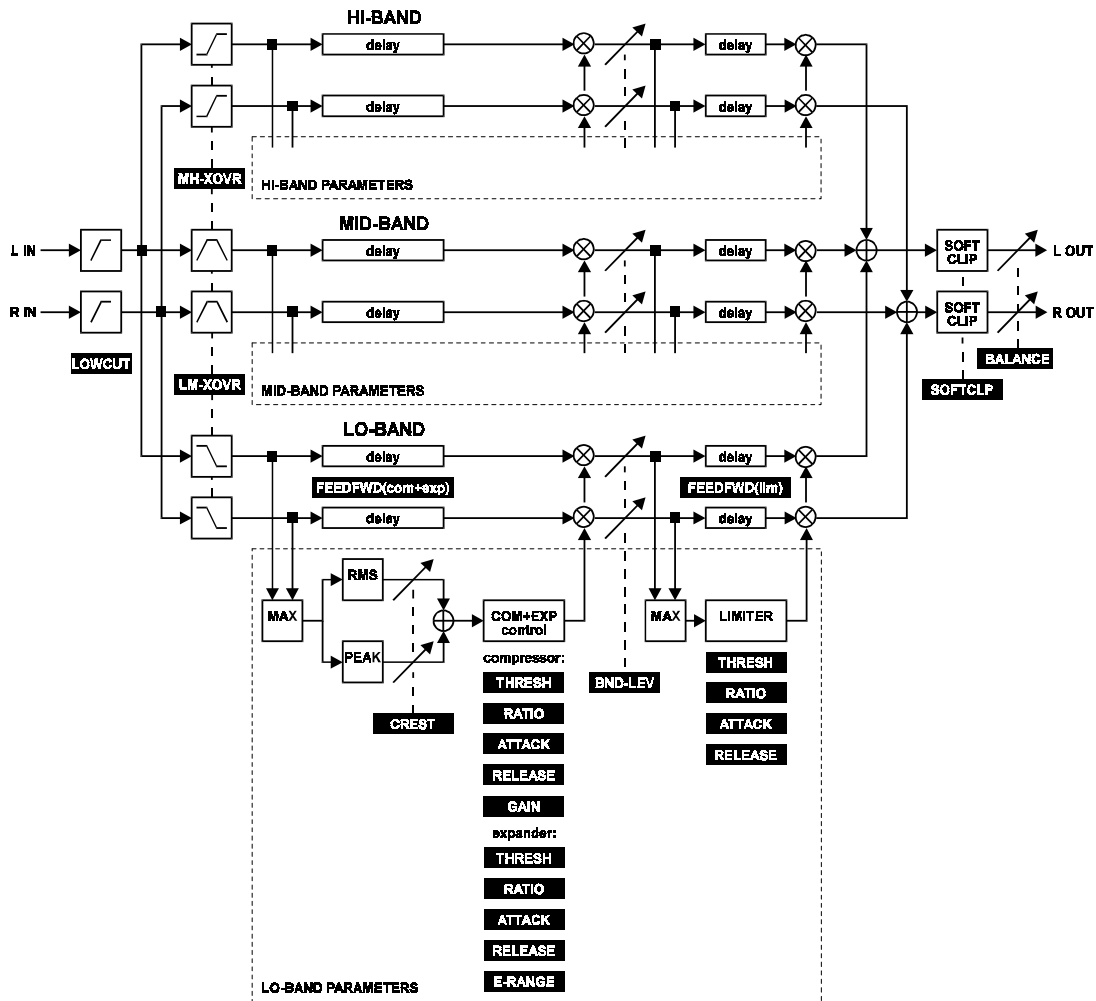 HI-BAND
delay
delay
delay
delay
MH-XOVR
HI-BAND PARAMETERS
MID-BAND
L IN
delay
delay
SOFT
CLIP
L OUT
R IN
delay
delay
SOFT
CLIP
R OUT
LOWCUT
BALANCE
LM-XOVR
MID-BAND PARAMETERS
SOFTCLP
LO-BAND
delay
delay
FEEDFWD(com+exp)
FEEDFWD(lim)
delay
delay
RMS
MAX
COM+EXP
control
MAX
LIMITER
PEAK
compressor:
THRESH
BND-LEV
THRESH
CREST
RATIO
RATIO
ATTACK
ATTACK
RELEASE
RELEASE
GAIN
expander:
THRESH
RATIO
ATTACK
RELEASE
E-RANGE
LO-BAND PARAMETERS